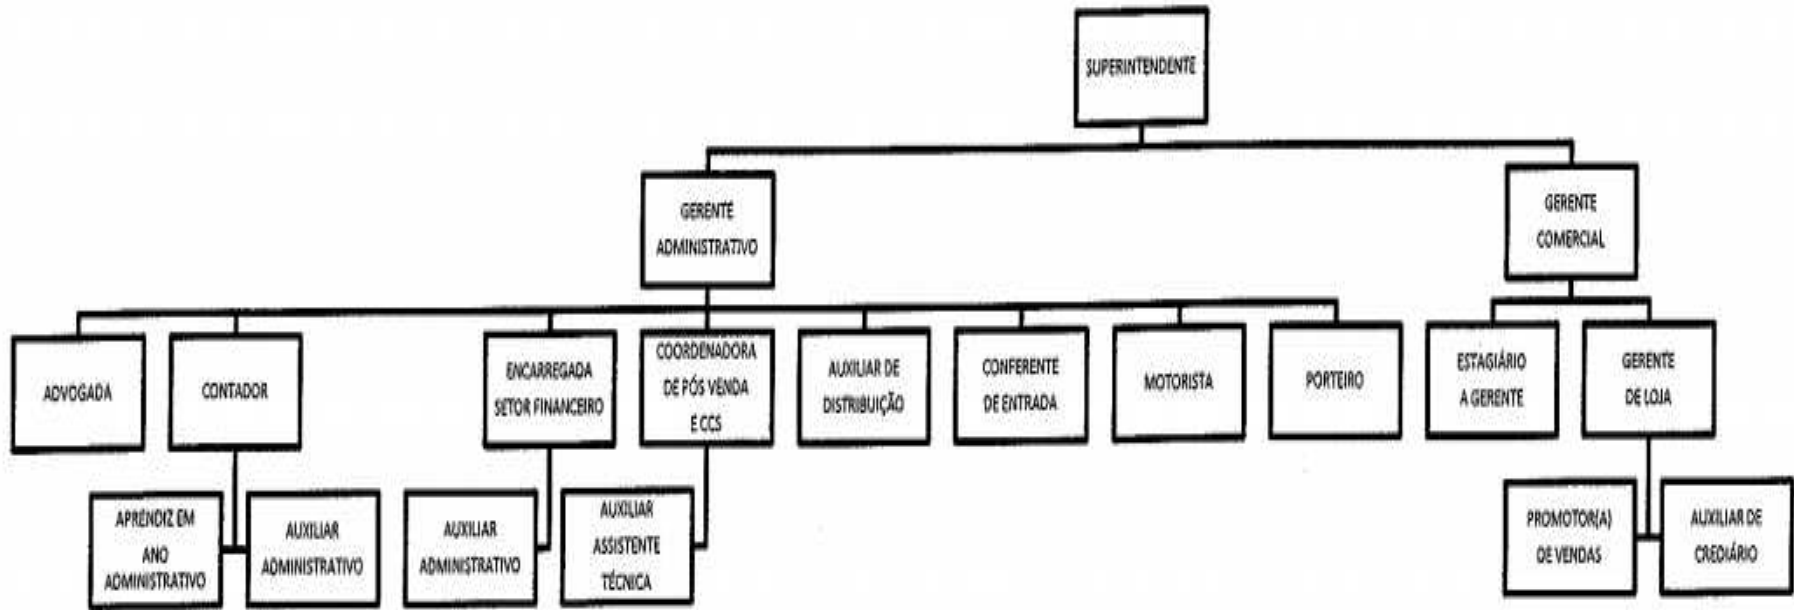 SUPERINTENDENTE
GERENTE
ADMINISTRATIVO
GERENTE
COMERCIAL
ADVOGADA
CONTADOR
ENCARREGADA
SETOR FINANCEIRO
COORDENADORA
DE PÓS VENDA
E CCS
AUXILIAR DE
DISTRIBUIÇÃO
CONFERENTE
DE ENTRADA
MOTORISTA
PORTEIRO
ESTAGIÁRIO
A GERENTE
GERENTE
DE LOJA
APRENDIZ EM
ANO
ADMINISTRATIVO
AUXILIAR
ADMINISTRATIVO
AUXILIAR
ADMINISTRATIVO
AUXILIAR
ASSISTENTE
TÉCNICA
PROMOTOR(A)
DE VENDAS
AUXILIAR DE
CREDIÁRIO